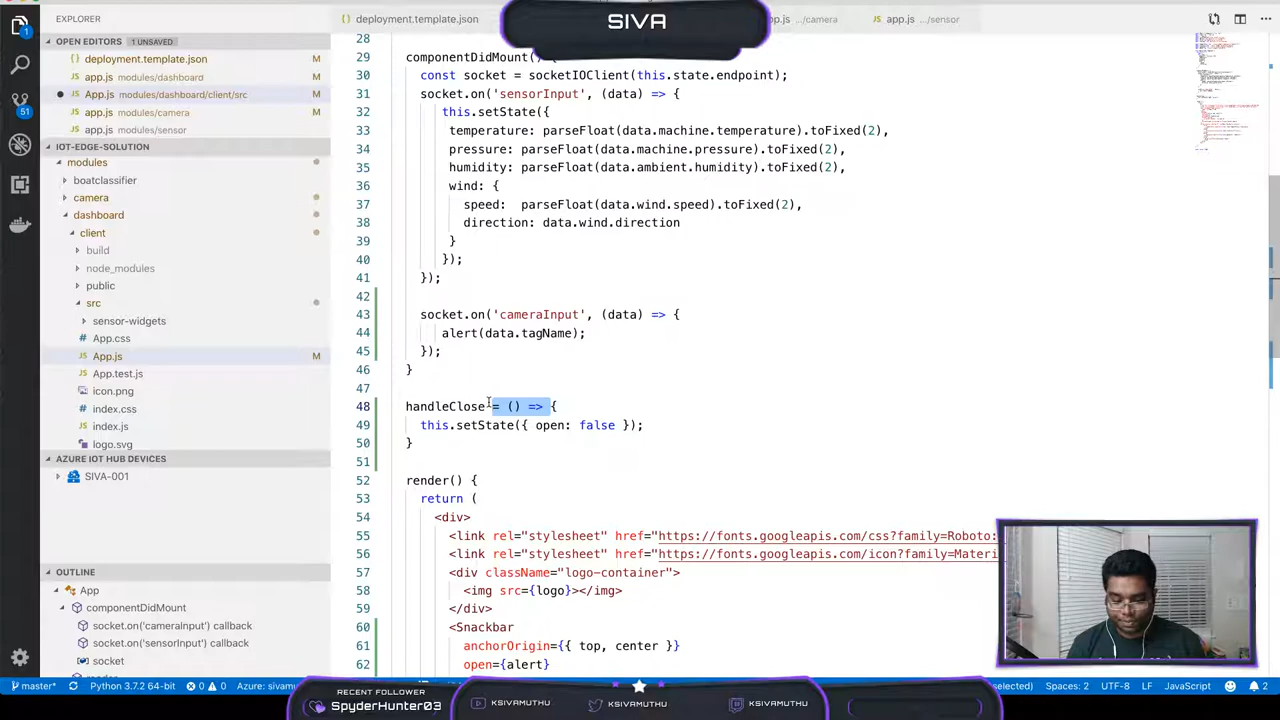 SIVA
EXPLORER
OPEN EDITORS 1 UNSAVED
deployment.template.json M
app.js modules/dashboard M
App.js modules/dashboard/client/src M
app.js modules/camera M
app.js modules/sensor
IOT-EDGE-SOLUTION
modules
boatclassifier
camera
dashboard
client
build
node_modules
public
src
sensor-widgets
App.css
App.js M
App.test.js
icon.png
index.css
index.js
logo.svg
AZURE IOT HUB DEVICES
SIVA-001
OUTLINE
App
componentDidMount
socket.on('cameraInput') callback
socket.on('sensorInput') callback
socket
1
51
deployment.template.json
.../camera
app.js .../sensor
28
29 componentDidMount() {
30 const socket = socketIOClient(this.state.endpoint);
31 socket.on('sensorInput', (data) => {
32 this.setState({
33 temperature: parseFloat(data.machine.temperature).toFixed(2),
34 pressure: parseFloat(data.machine.pressure).toFixed(2),
35 humidity: parseFloat(data.ambient.humidity).toFixed(2),
36 wind: {
37 speed: parseFloat(data.wind.speed).toFixed(2),
38 direction: data.wind.direction
39 }
40 });
41 });
42
43 socket.on('cameraInput', (data) => {
44 alert(data.tagName);
45 });
46 }
47
48 handleClose = () => {
49 this.setState({ open: false });
50 }
51
52 render() {
53 return (
54 <div>
55 <link rel="stylesheet" href="https://fonts.googleapis.com/css?family=Roboto:
56 <link rel="stylesheet" href="https://fonts.googleapis.com/icon?family=Materi
57 <div className="logo-container">
58 <img src={logo}></img>
59 </div>
60 <Snackbar
61 anchorOrigin={{ top, center }}
62 open={alert}
master* Python 3.7.2 64-bit 0 0 Azure: sivamu
selected) Spaces: 2 UTF-8 LF JavaScript 2
RECENT FOLLOWER
SpyderHunter03
KSIVAMUTHU
KSIVAMUTHU
KSIVAMUTHU